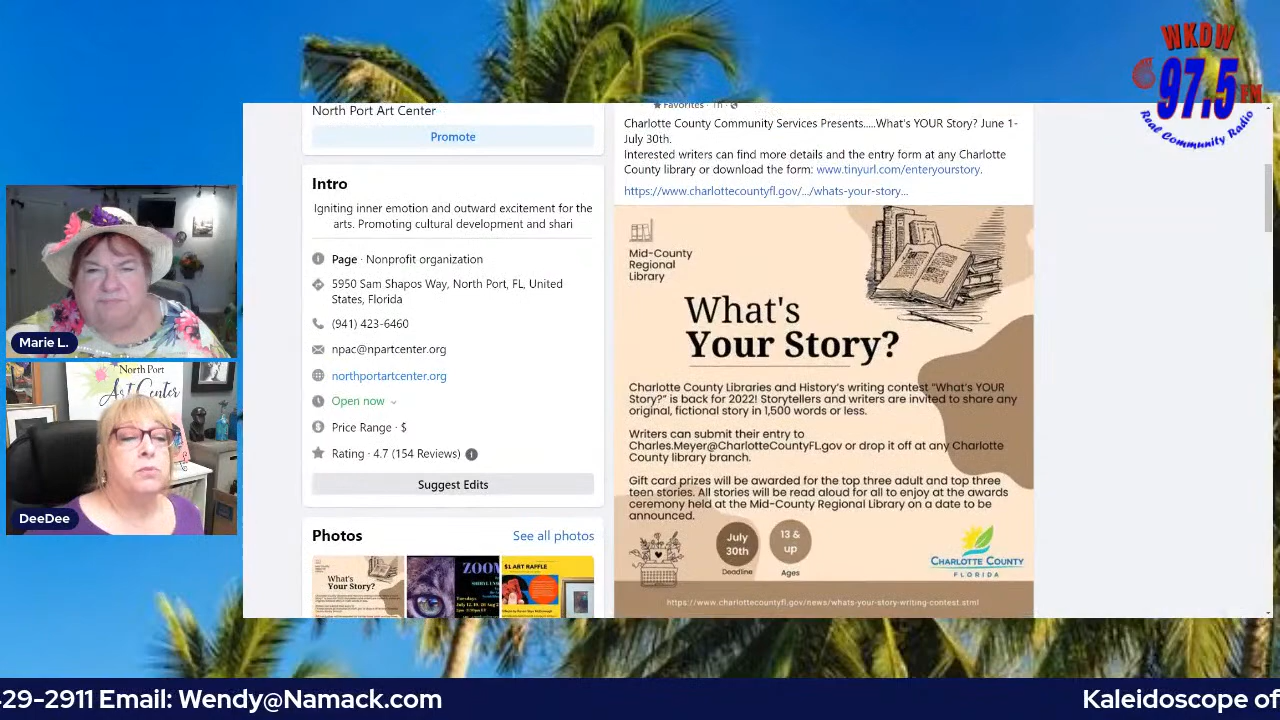 WKDW
97.5 FM
Real Community Radio
North Port Art Center
Promote
Intro
Igniting inner emotion and outward excitement for the
arts. Promoting cultural development and shei
Page · Nonprofit organization
5950 Sam Shapos Way, North Port, FL, United
States, Florida
(941) 423-6460
npac@npartcenter.org
northportartcenter.org
Open now
Price Range · $
Rating · 4.7 (154 Reviews)
Suggest Edits
Photos
See all photos
What's
Your Story?
ZOOM
$1 ART RAFFLE
Favorites · 1h ·
Charlotte County Community Services Presents.....What's YOUR Story? June 1-
July 30th.
Interested writers can find more details and the entry form at any Charlotte
County library or download the form: www.tinyurl.com/enteryourstory.
https://www.charlottecountyfl.gov/.../whats-your-story...
Mid-County
Regional
Library
What's
Your Story?
Charlotte County Libraries and History's writing contest "What's YOUR
Story?" is back for 2022! Storytellers and writers are invited to share any
original, fictional story in 1,500 words or less.
Writers can submit their entry to
Charles.Meyer@CharlotteCountyFL.gov or drop it off at any Charlotte
County library branch.
Gift card prizes will be awarded for the top three adult and top three
teen stories. All stories will be read aloud for all to enjoy at the awards
ceremony held at the Mid-County Regional Library on a date to be
announced.
July
30th
Deadline
13 &
up
Ages
CHARLOTTE COUNTY
FLORIDA
https://www.charlottecountyfl.gov/news/whats-your-story-writing-contest.stml
Marie L.
North Port
Art Center
DeeDee
429-2911 Email: Wendy@Namack.com
Kaleidoscope of